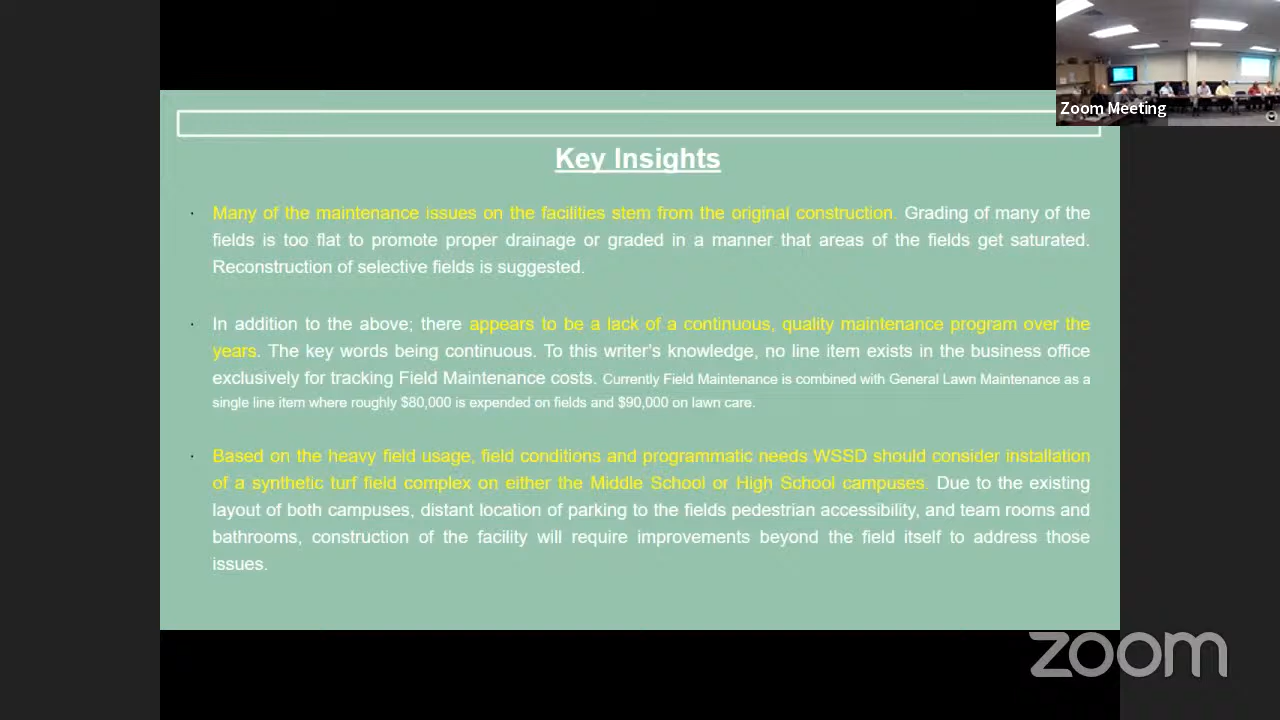 Zoom Meeting
Key Insights
· Many of the maintenance issues on the facilities stem from the original construction. Grading of many of the
fields is too flat to promote proper drainage or graded in a manner that areas of the fields get saturated.
Reconstruction of selective fields is suggested.
· In addition to the above; there appears to be a lack of a continuous, quality maintenance program over the
years. The key words being continuous. To this writer's knowledge, no line item exists in the business office
exclusively for tracking Field Maintenance costs. Currently Field Maintenance is combined with General Lawn Maintenance as a
single line item where roughly $80,000 is expended on fields and $90,000 on lawn care.
· Based on the heavy field usage, field conditions and programmatic needs WSSD should consider installation
of a synthetic turf field complex on either the Middle School or High School campuses. Due to the existing
layout of both campuses, distant location of parking to the fields pedestrian accessibility, and team rooms and
bathrooms, construction of the facility will require improvements beyond the field itself to address those
issues.
zoom